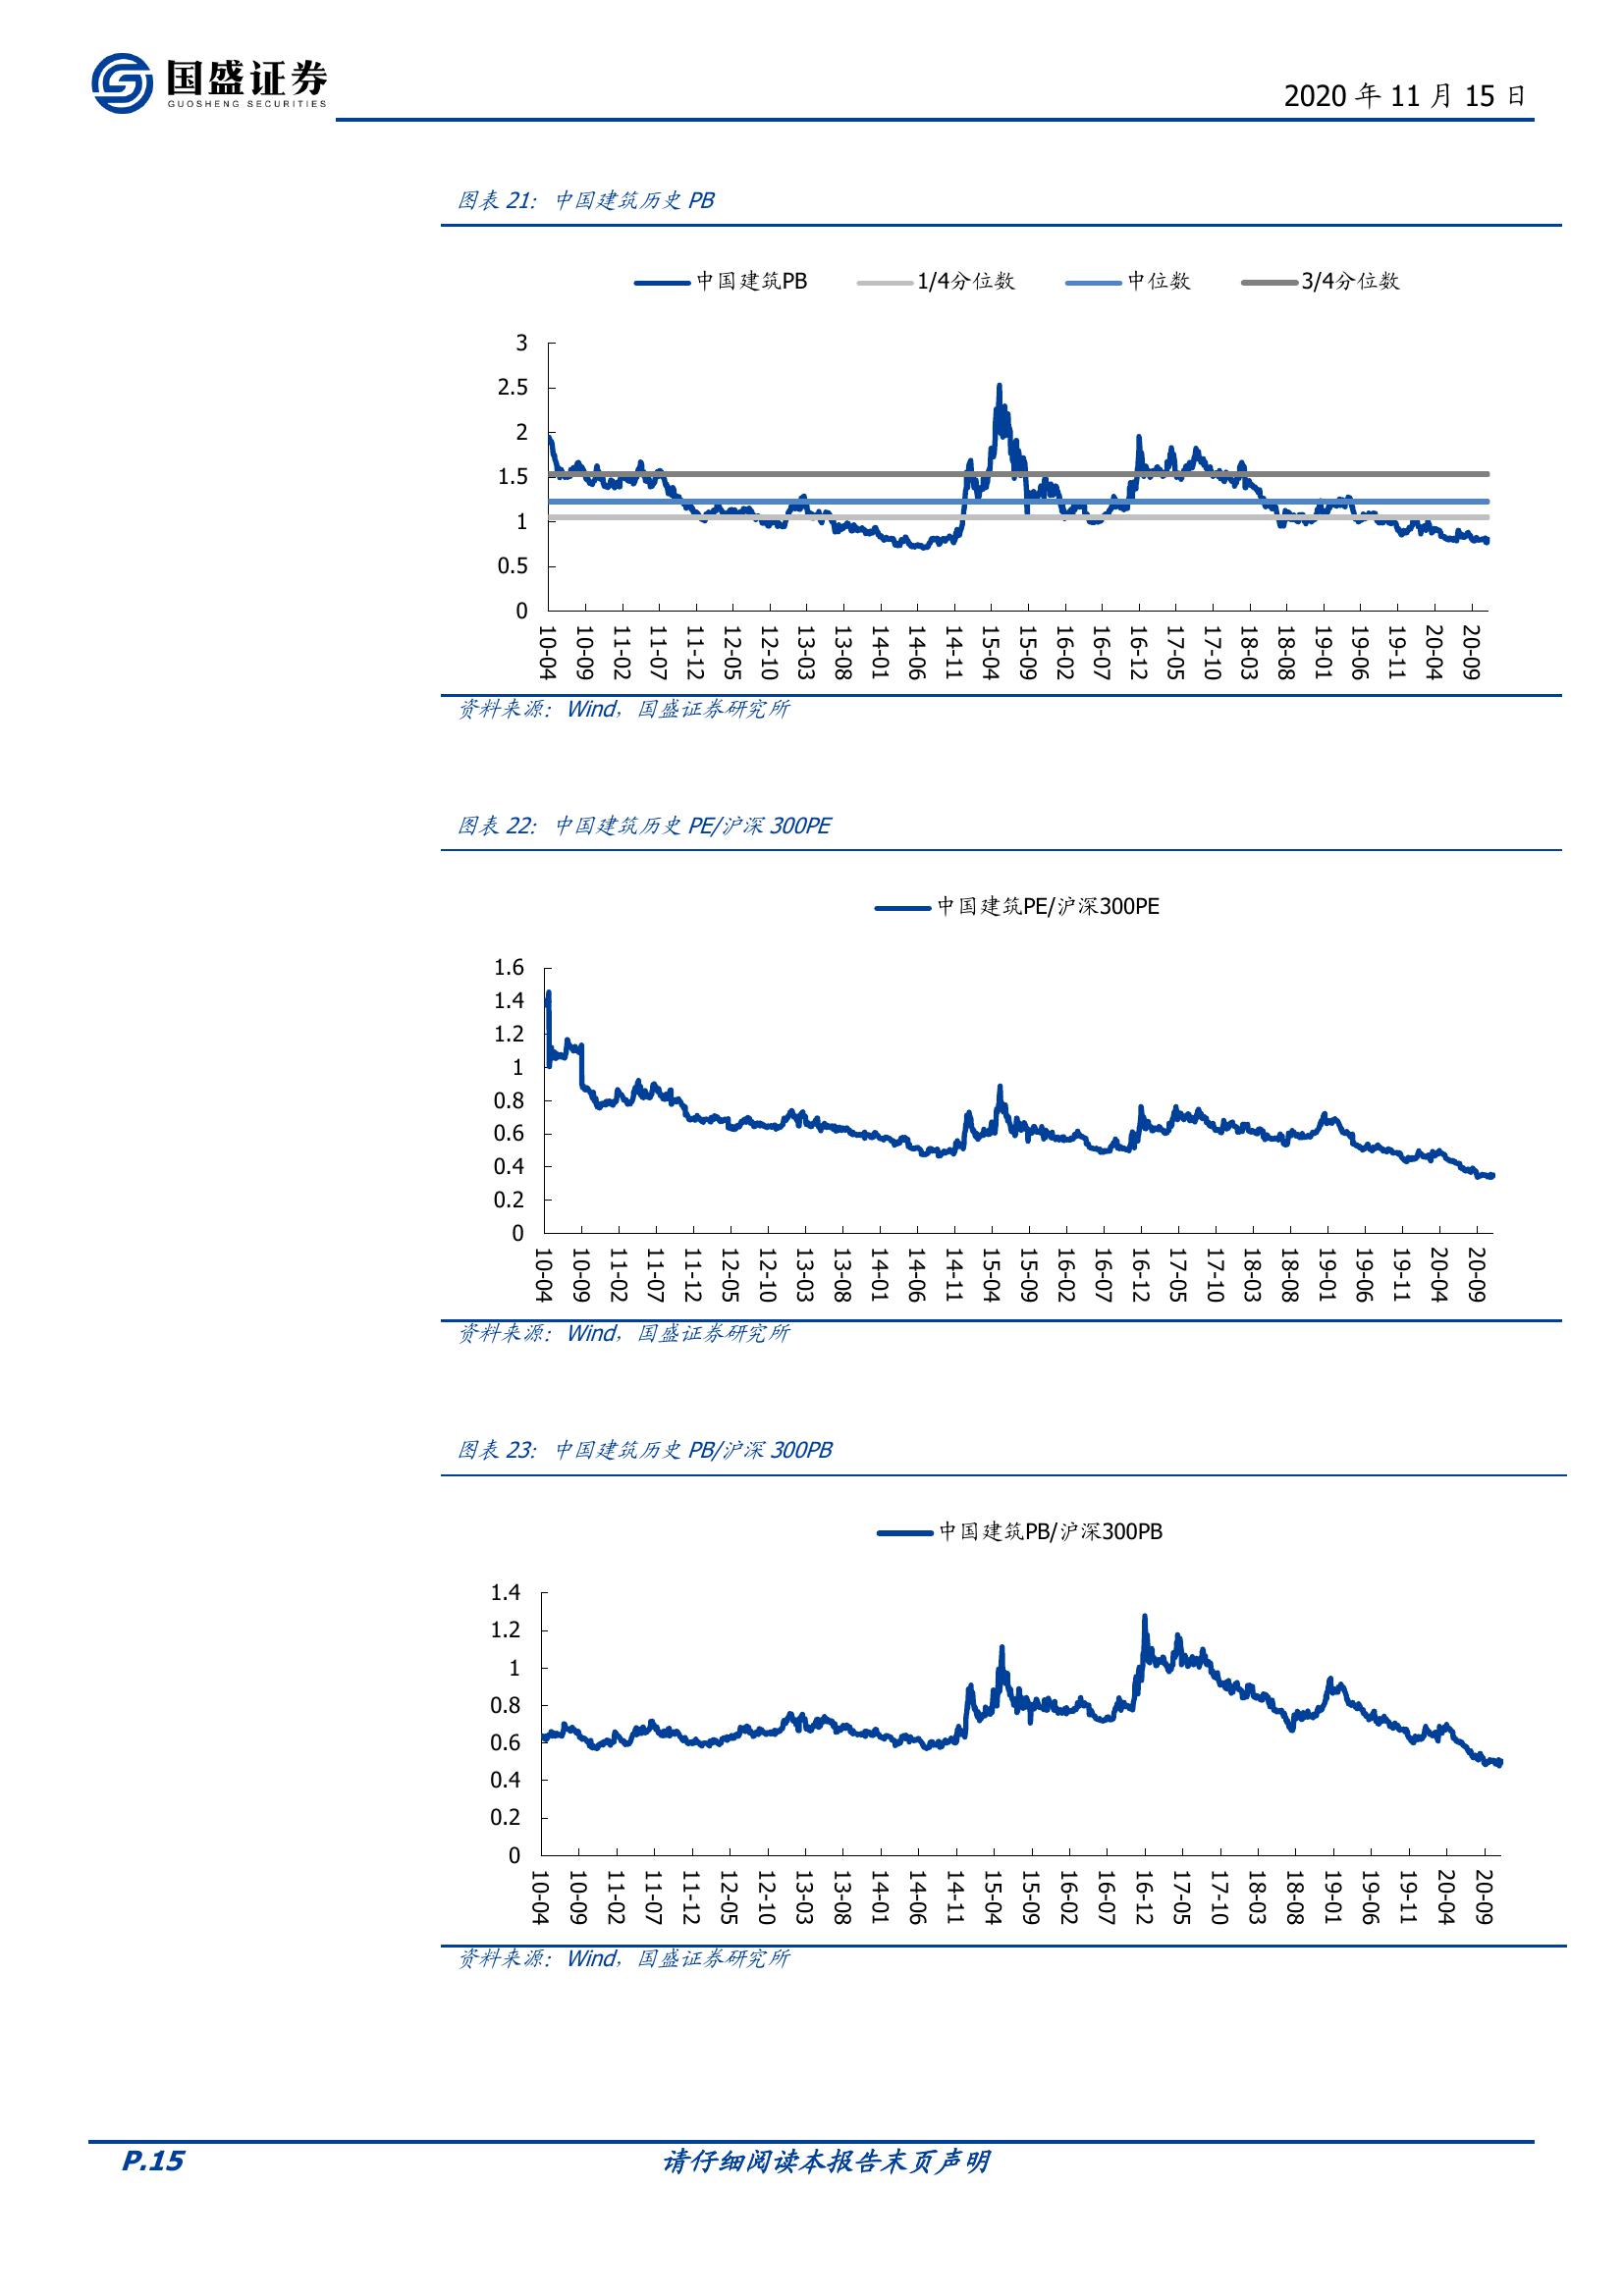 国盛证券
GUOSHENG SECURITIES
2020 年 11 月 15 日
图表 21: 中国建筑历史 PB
中国建筑PB 1/4分位数 中位数 3/4分位数
3
2.5
2
1.5
1
0.5
0
10-04 10-09 11-02 11-07 11-12 12-05 12-10 13-03 13-08 14-01 14-06 14-11 15-04 15-09 16-02 16-07 16-12 17-05 17-10 18-03 18-08 19-01 19-06 19-11 20-04 20-09
资料来源: Wind, 国盛证券研究所
图表 22: 中国建筑历史 PE/沪深 300PE
中国建筑PE/沪深300PE
1.6
1.4
1.2
1
0.8
0.6
0.4
0.2
0
10-04 10-09 11-02 11-07 11-12 12-05 12-10 13-03 13-08 14-01 14-06 14-11 15-04 15-09 16-02 16-07 16-12 17-05 17-10 18-03 18-08 19-01 19-06 19-11 20-04 20-09
资料来源: Wind, 国盛证券研究所
图表 23: 中国建筑历史 PB/沪深 300PB
中国建筑PB/沪深300PB
1.4
1.2
1
0.8
0.6
0.4
0.2
0
10-04 10-09 11-02 11-07 11-12 12-05 12-10 13-03 13-08 14-01 14-06 14-11 15-04 15-09 16-02 16-07 16-12 17-05 17-10 18-03 18-08 19-01 19-06 19-11 20-04 20-09
资料来源: Wind, 国盛证券研究所
P.15 请仔细阅读本报告末页声明